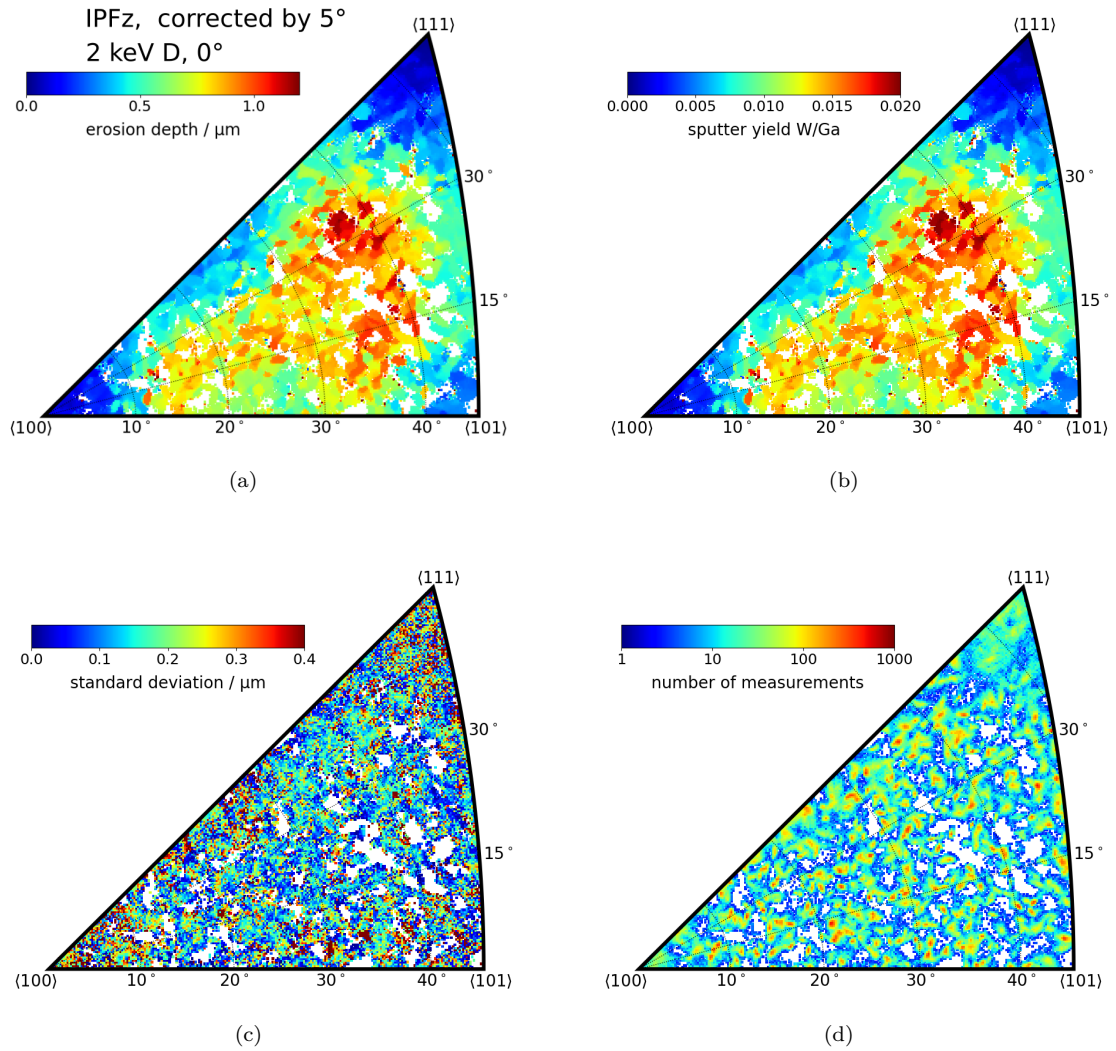 IPFz, corrected by 5°
2 keV D, 0°
0.0 0.5 1.0
erosion depth / µm
⟨111⟩
30°
15°
⟨100⟩ 10° 20° 30° 40° ⟨101⟩
(a)
0.000 0.005 0.010 0.015 0.020
sputter yield W/Ga
⟨111⟩
30°
15°
⟨100⟩ 10° 20° 30° 40° ⟨101⟩
(b)
0.0 0.1 0.2 0.3 0.4
standard deviation / µm
⟨111⟩
30°
15°
⟨100⟩ 10° 20° 30° 40° ⟨101⟩
(c)
1 10 100 1000
number of measurements
⟨111⟩
30°
15°
⟨100⟩ 10° 20° 30° 40° ⟨101⟩
(d)